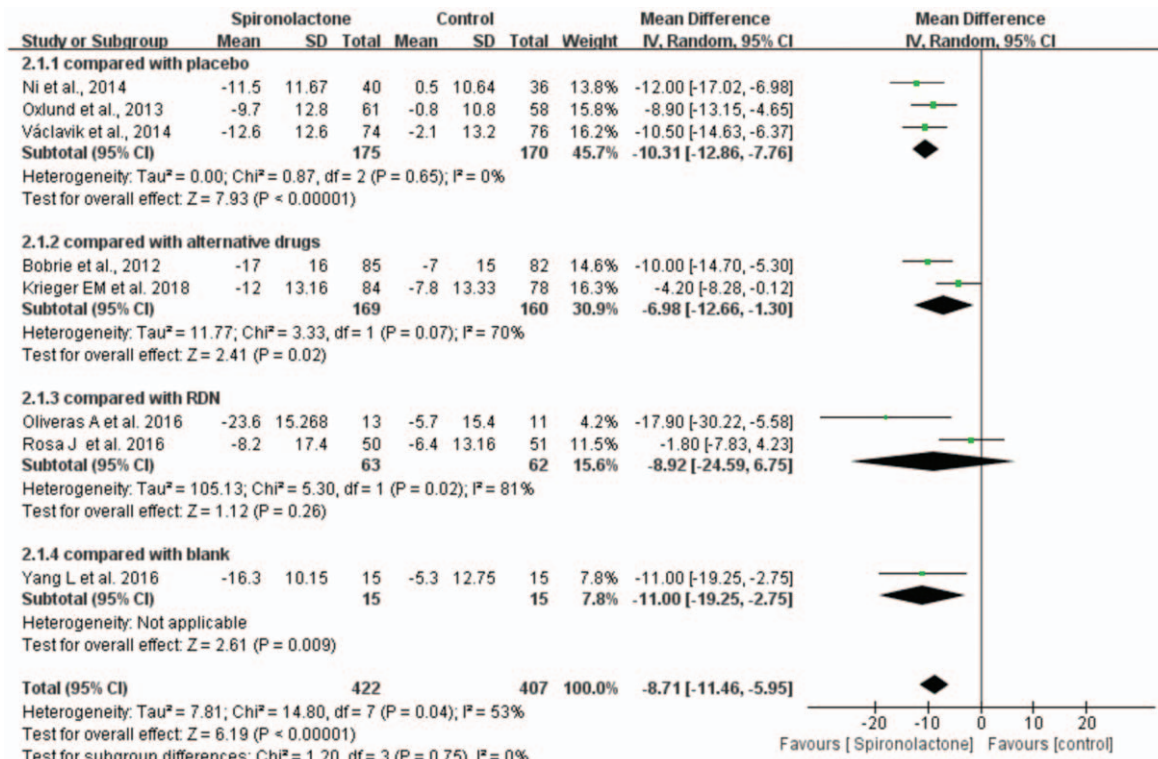 Spironolactone Control Mean Difference Mean Difference
Study or Subgroup Mean SD Total Mean SD Total Weight IV, Random, 95% CI IV, Random, 95% CI
2.1.1 compared with placebo
Ni et al., 2014 -11.5 11.67 40 0.5 10.64 36 13.8% -12.00 [-17.02, -6.98]
Oxlund et al., 2013 -9.7 12.8 61 -0.8 10.8 58 15.8% -8.90 [-13.15, -4.65]
Václavik et al., 2014 -12.6 12.6 74 -2.1 13.2 76 16.2% -10.50 [-14.63, -6.37]
Subtotal (95% CI) 175 170 45.7% -10.31 [-12.86, -7.76]
Heterogeneity: Tau² = 0.00; Chi² = 0.87, df = 2 (P = 0.65); I² = 0%
Test for overall effect: Z = 7.93 (P < 0.00001)
2.1.2 compared with alternative drugs
Bobrie et al., 2012 -17 16 85 -7 15 82 14.6% -10.00 [-14.70, -5.30]
Krieger EM et al. 2018 -12 13.16 84 -7.8 13.33 78 16.3% -4.20 [-8.28, -0.12]
Subtotal (95% CI) 169 160 30.9% -6.98 [-12.66, -1.30]
Heterogeneity: Tau² = 11.77; Chi² = 3.33, df = 1 (P = 0.07); I² = 70%
Test for overall effect: Z = 2.41 (P = 0.02)
2.1.3 compared with RDN
Oliveras A et al. 2016 -23.6 15.268 13 -5.7 15.4 11 4.2% -17.90 [-30.22, -5.58]
Rosa J et al. 2016 -8.2 17.4 50 -6.4 13.16 51 11.5% -1.80 [-7.83, 4.23]
Subtotal (95% CI) 63 62 15.6% -8.92 [-24.59, 6.75]
Heterogeneity: Tau² = 105.13; Chi² = 5.30, df = 1 (P = 0.02); I² = 81%
Test for overall effect: Z = 1.12 (P = 0.26)
2.1.4 compared with blank
Yang L et al. 2016 -16.3 10.15 15 -5.3 12.75 15 7.8% -11.00 [-19.25, -2.75]
Subtotal (95% CI) 15 15 7.8% -11.00 [-19.25, -2.75]
Heterogeneity: Not applicable
Test for overall effect: Z = 2.61 (P = 0.009)
Total (95% CI) 422 407 100.0% -8.71 [-11.46, -5.95]
Heterogeneity: Tau² = 7.81; Chi² = 14.80, df = 7 (P = 0.04); I² = 53%
Test for overall effect: Z = 6.19 (P < 0.00001)
Test for subgroup differences: Chi² = 1.20, df = 3 (P = 0.75), I² = 0%
-20 -10 0 10 20
Favours [Spironolactone] Favours [control]